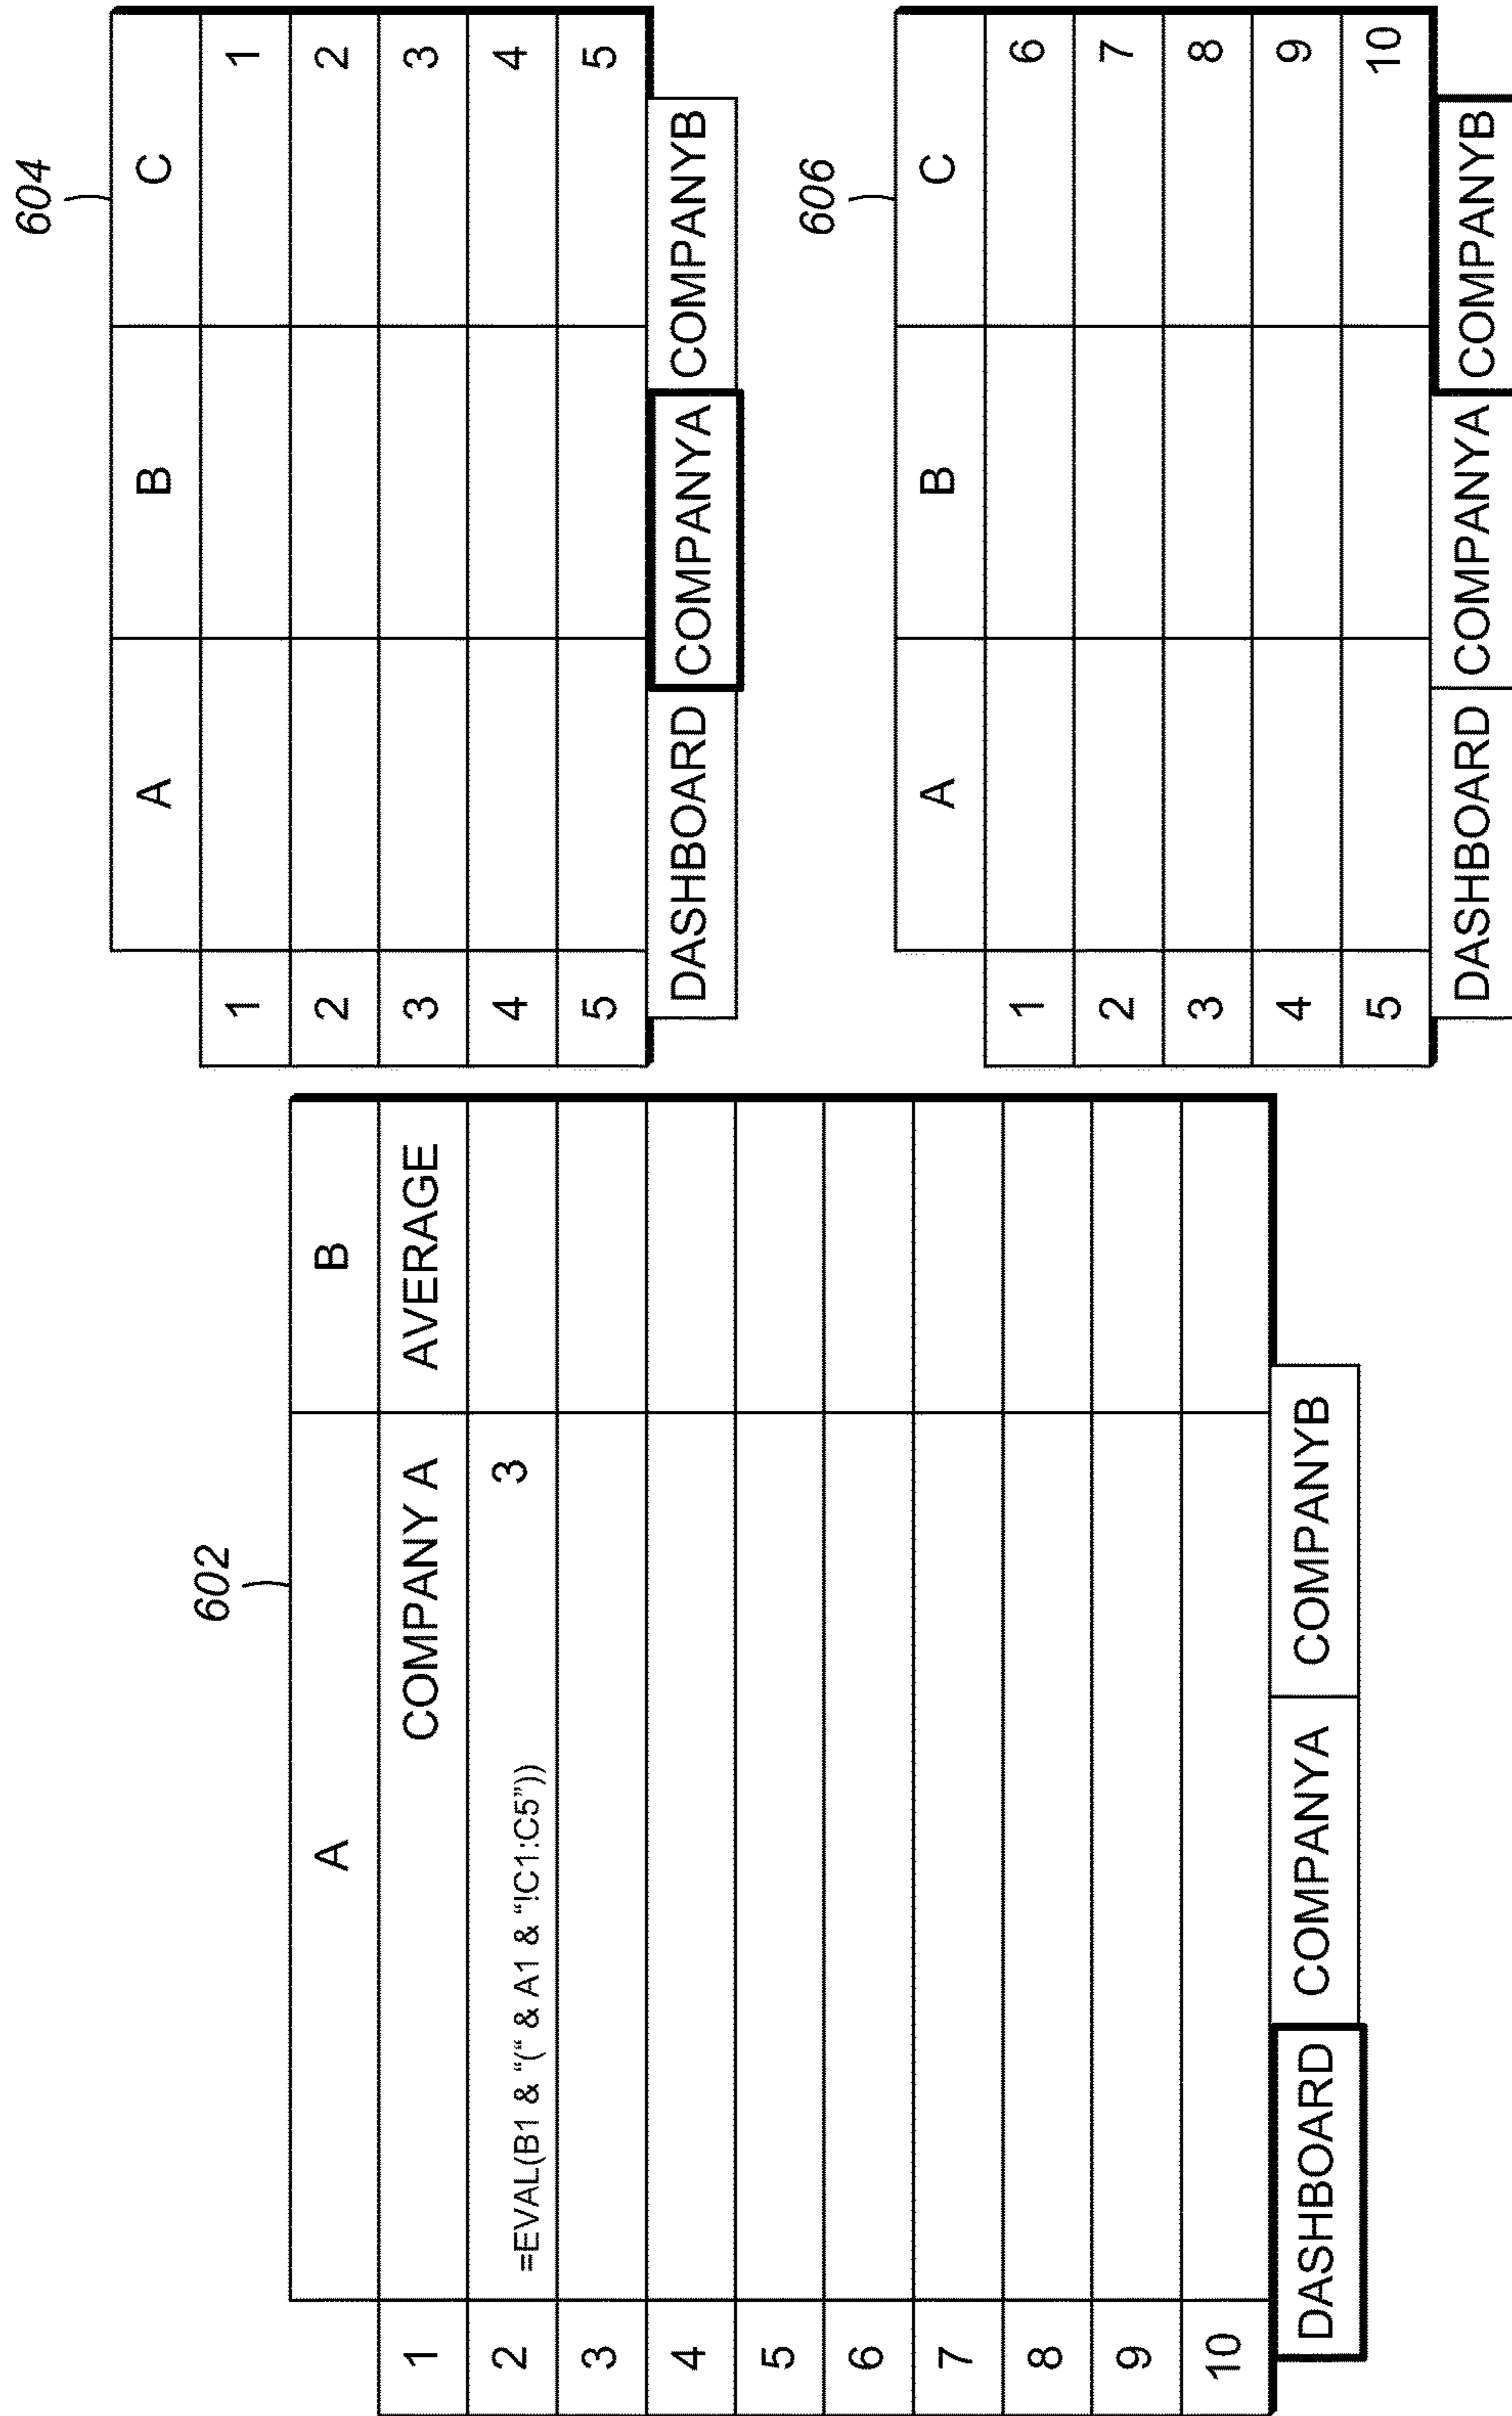 602
A B
1 COMPANY A AVERAGE
2 =EVAL(B1 & “(“ & A1 & “!C1:C5”)) 3
3
4
5
6
7
8
9
10
DASHBOARD COMPANYA COMPANYB
604
A B C
1 1
2 2
3 3
4 4
5 5
DASHBOARD COMPANYA COMPANYB
606
A B C
1 6
2 7
3 8
4 9
5 10
DASHBOARD COMPANYA COMPANYB